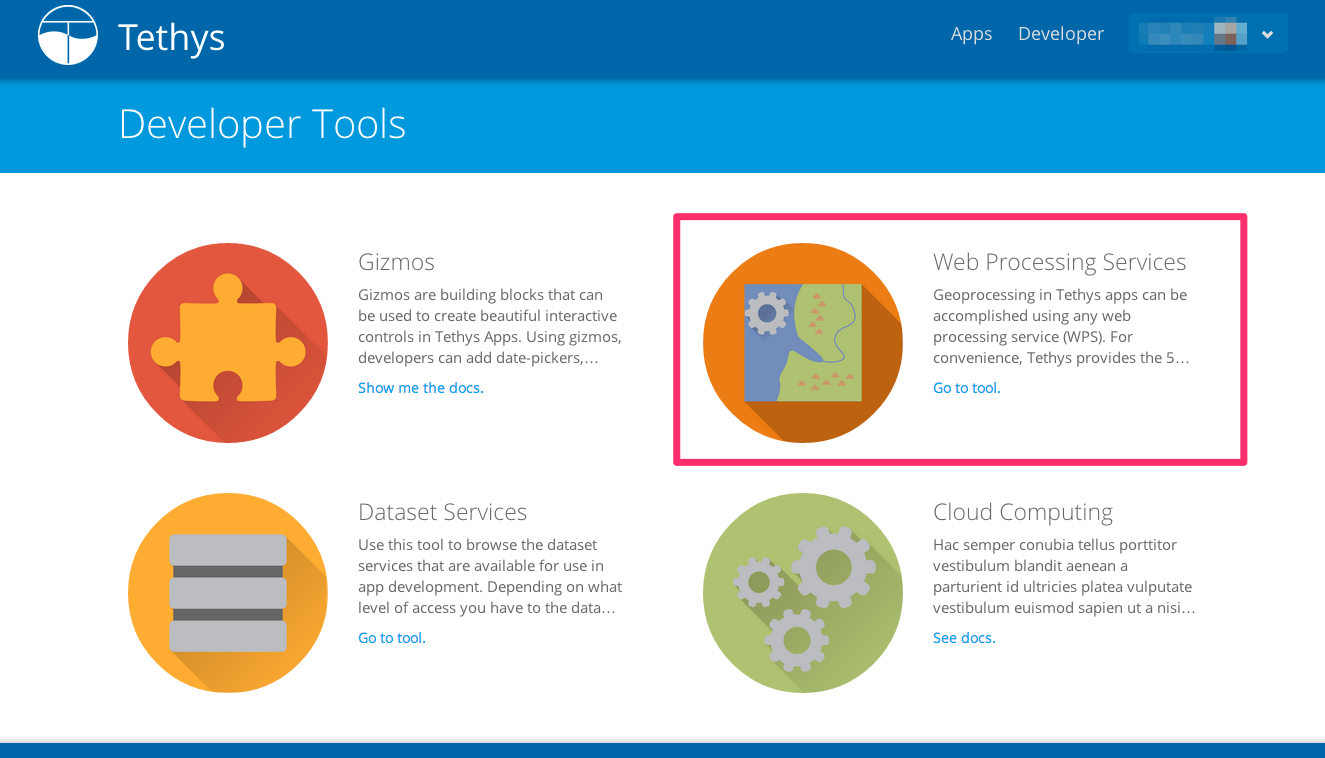 Tethys
Apps
Developer
Developer Tools
Gizmos
Gizmos are building blocks that can
be used to create beautiful interactive
controls in Tethys Apps. Using gizmos,
developers can add date-pickers,…
Show me the docs.
Web Processing Services
Geoprocessing in Tethys apps can be
accomplished using any web
processing service (WPS). For
convenience, Tethys provides the 5…
Go to tool.
Dataset Services
Use this tool to browse the dataset
services that are available for use in
app development. Depending on what
level of access you have to the data…
Go to tool.
Cloud Computing
Hac semper conubia tellus porttitor
vestibulum blandit aenean a
parturient id ultricies platea vulputate
vestibulum euismod sapien ut a nisi…
See docs.